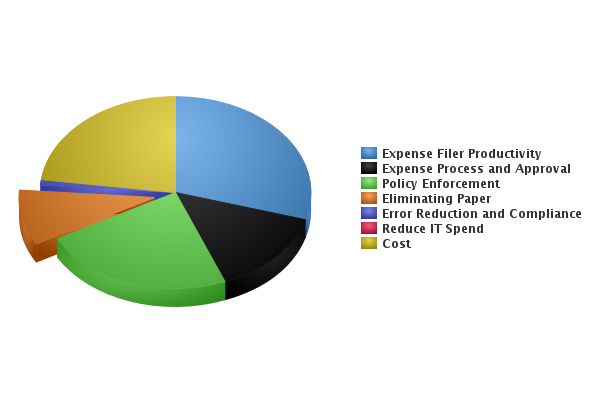 Expense Filer Productivity
Expense Process and Approval
Policy Enforcement
Eliminating Paper
Error Reduction and Compliance
Reduce IT Spend
Cost